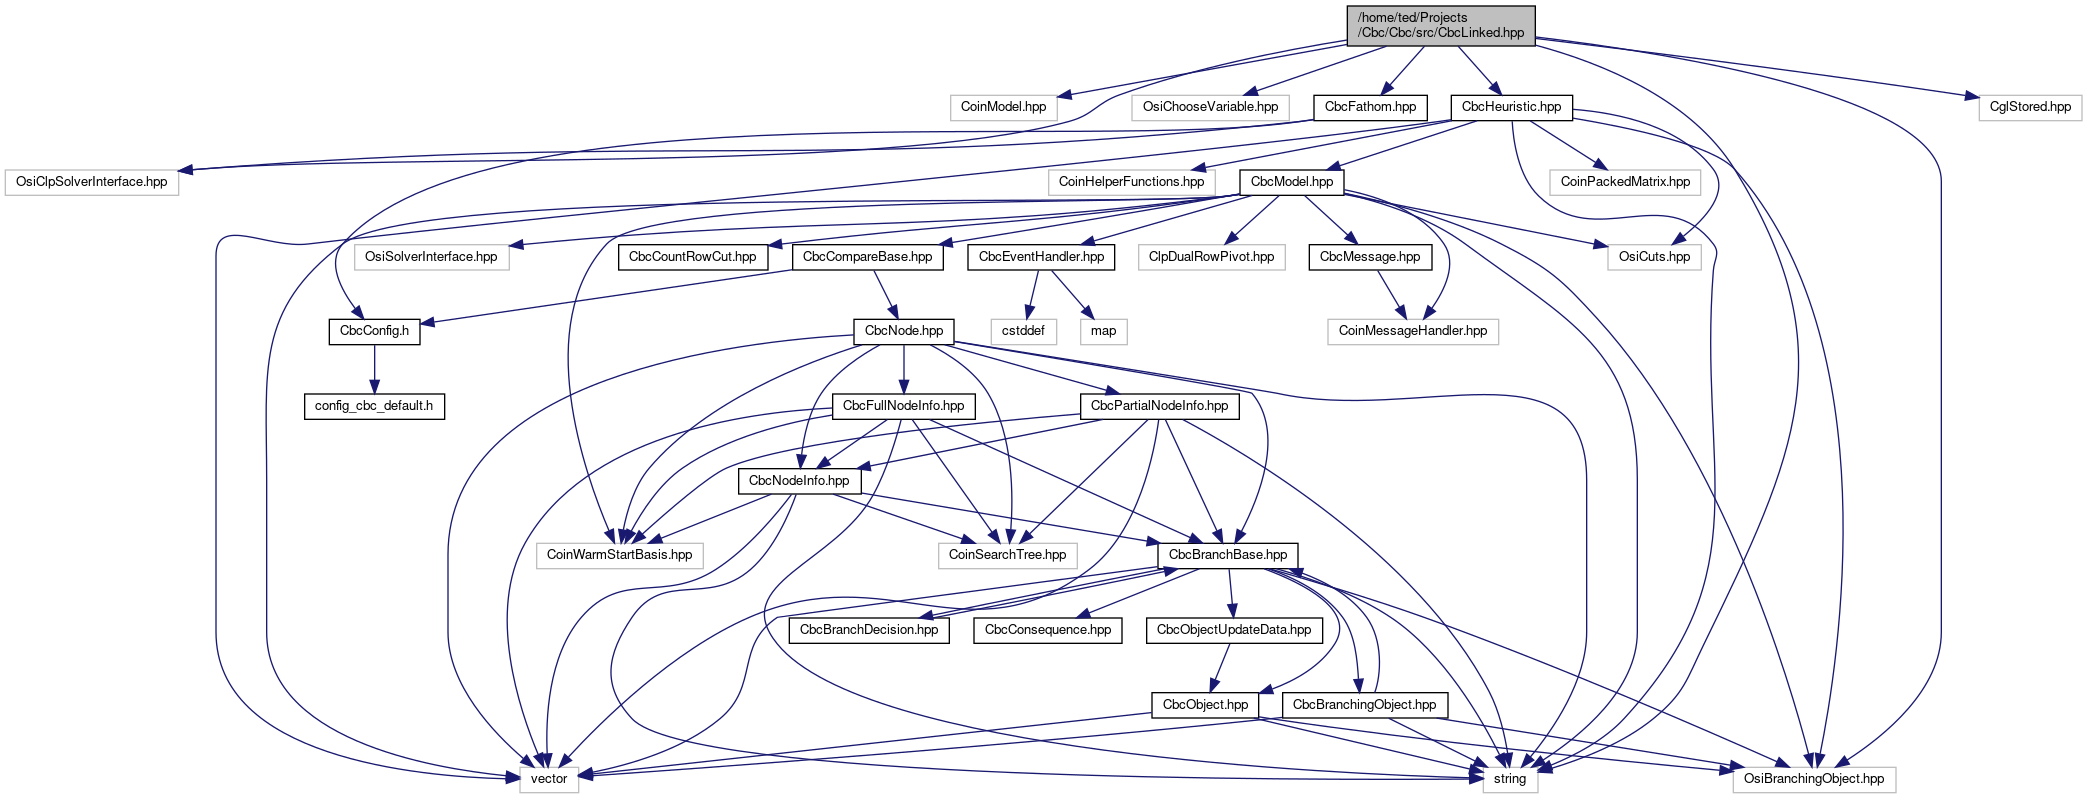 /home/ted/Projects
/Cbc/Cbc/src/CbcLinked.hpp
CoinModel.hpp
OsiChooseVariable.hpp
CbcFathom.hpp
CbcHeuristic.hpp
CglStored.hpp
OsiClpSolverInterface.hpp
CoinHelperFunctions.hpp
CbcModel.hpp
CoinPackedMatrix.hpp
OsiSolverInterface.hpp
CbcCountRowCut.hpp
CbcCompareBase.hpp
CbcEventHandler.hpp
ClpDualRowPivot.hpp
CbcMessage.hpp
OsiCuts.hpp
CbcConfig.h
CbcNode.hpp
cstddef
map
CoinMessageHandler.hpp
config_cbc_default.h
CbcFullNodeInfo.hpp
CbcPartialNodeInfo.hpp
CbcNodeInfo.hpp
CoinWarmStartBasis.hpp
CoinSearchTree.hpp
CbcBranchBase.hpp
CbcBranchDecision.hpp
CbcConsequence.hpp
CbcObjectUpdateData.hpp
CbcObject.hpp
CbcBranchingObject.hpp
vector
string
OsiBranchingObject.hpp